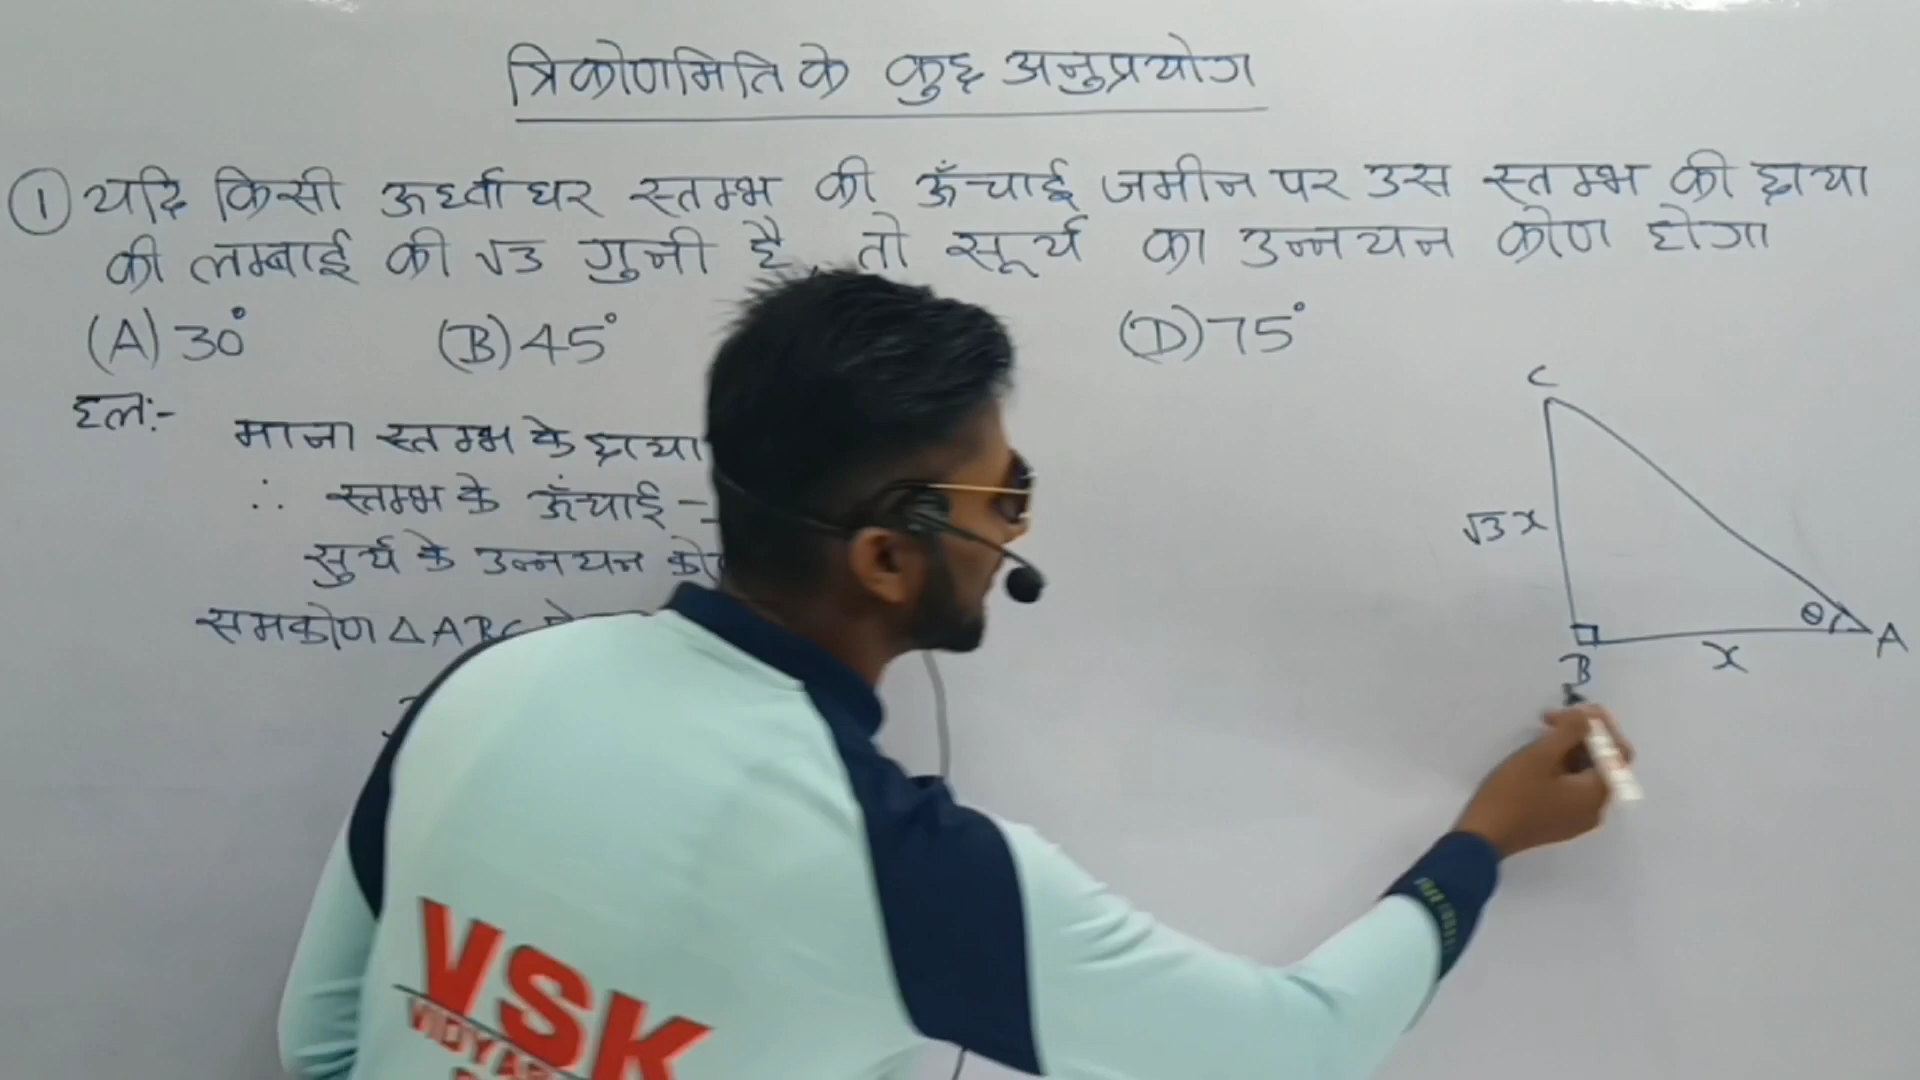 त्रिकोणमिति के कुछ अनुप्रयोग
① यदि किसी ऊर्ध्वाधर स्तम्भ की ऊँचाई जमीन पर उस स्तम्भ की छाया
की लम्बाई की √3 गुनी है, तो सूर्य का उन्नयन कोण होगा
(A) 30° (B) 45° (D) 75°
हल:-
माना स्तम्भ के छाया
∴ स्तम्भ के ऊँचाई -
सुर्य के उन्नयन
समकोण △ABC
C
√3x
θ
A
B
x
VSK